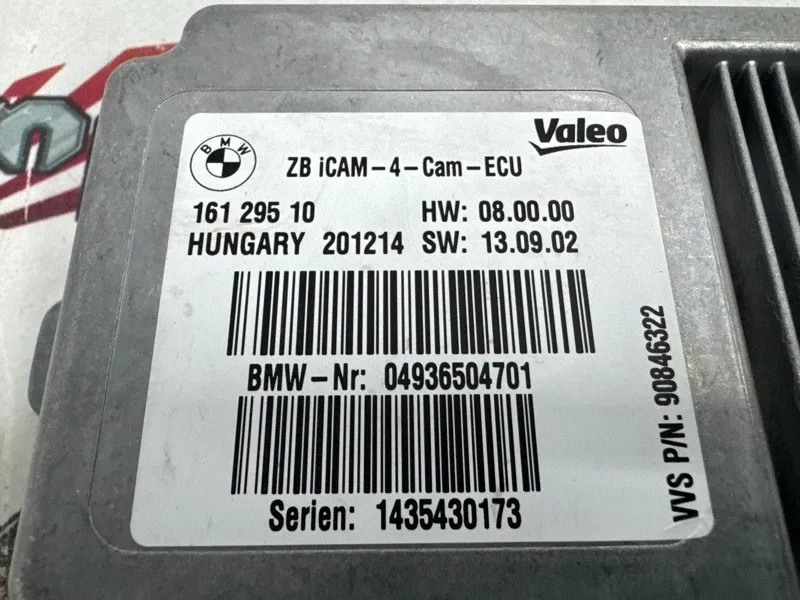 BMW
Valeo
ZB iCAM-4-Cam-ECU
161 295 10 HW: 08.00.00
HUNGARY 201214 SW: 13.09.02
BMW-Nr: 04936504701
Serien: 1435430173
VVS P/N: 90846322